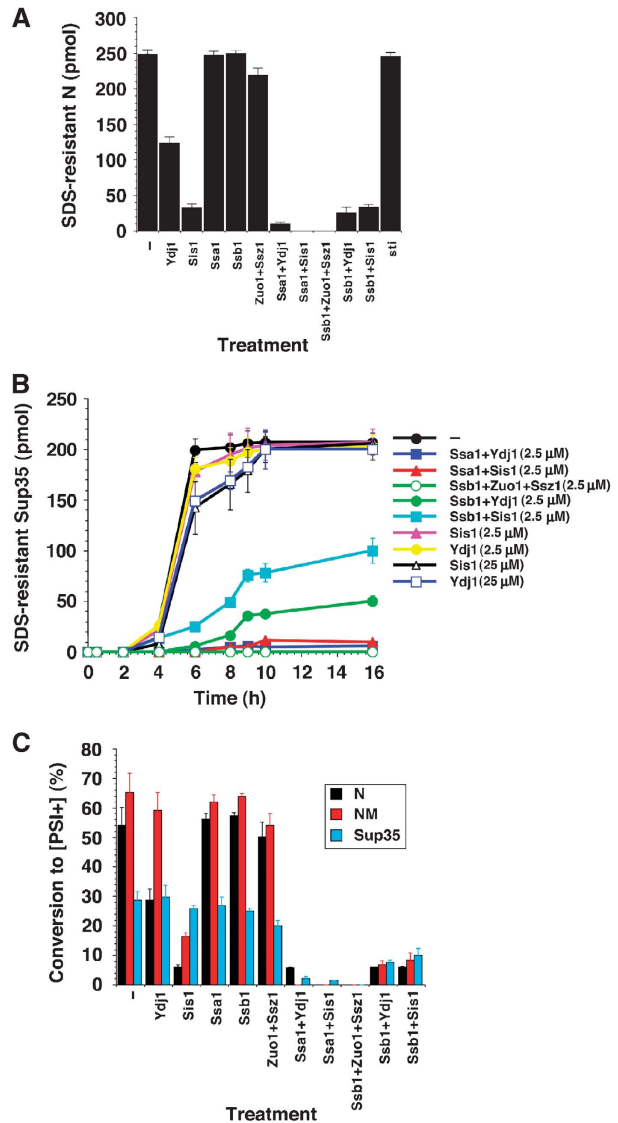 A
SDS-resistant N (pmol)
300
250
200
150
100
50
0
–
Ydj1
Sis1
Ssa1
Ssb1
Zuo1+Ssz1
Ssa1+Ydj1
Ssa1+Sis1
Ssb1+Zuo1+Ssz1
Ssb1+Ydj1
Ssb1+Sis1
sti
Treatment
B
SDS-resistant Sup35 (pmol)
250
200
150
100
50
0
0
2
4
6
8
10
12
14
16
Time (h)
–
Ssa1+Ydj1 (2.5 μM)
Ssa1+Sis1 (2.5 μM)
Ssb1+Zuo1+Ssz1 (2.5 μM)
Ssb1+Ydj1 (2.5 μM)
Ssb1+Sis1 (2.5 μM)
Sis1 (2.5 μM)
Ydj1 (2.5 μM)
Sis1 (25 μM)
Ydj1 (25 μM)
C
Conversion to [PSI+] (%)
80
70
60
50
40
30
20
10
0
N
NM
Sup35
–
Ydj1
Sis1
Ssa1
Ssb1
Zuo1+Ssz1
Ssa1+Ydj1
Ssa1+Sis1
Ssb1+Zuo1+Ssz1
Ssb1+Ydj1
Ssb1+Sis1
Treatment